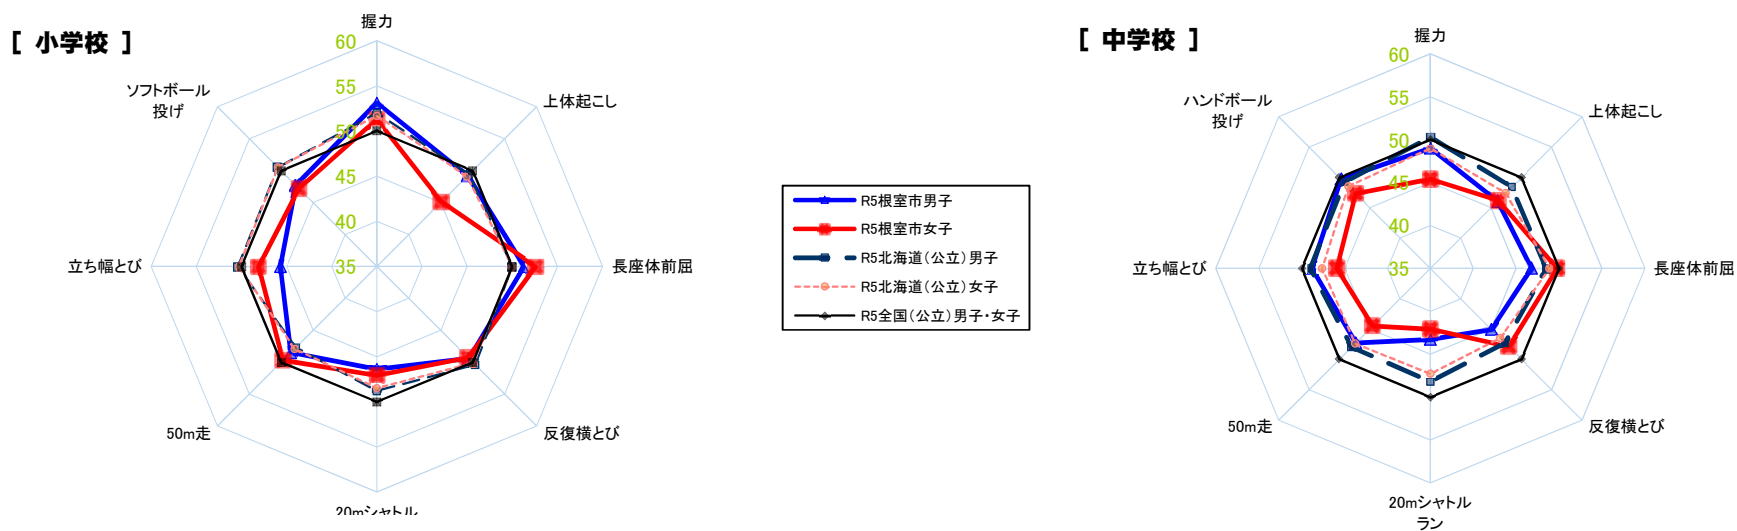 [ 小学校 ]
握力
60
55
50
45
40
35
上体起こし
長座体前屈
反復横とび
20mシャトル
50m走
立ち幅とび
ソフトボール
投げ
R5根室市男子
R5根室市女子
R5北海道(公立)男子
R5北海道(公立)女子
R5全国(公立)男子・女子
[ 中学校 ]
握力
60
55
50
45
40
35
上体起こし
長座体前屈
反復横とび
20mシャトル
ラン
50m走
立ち幅とび
ハンドボール
投げ